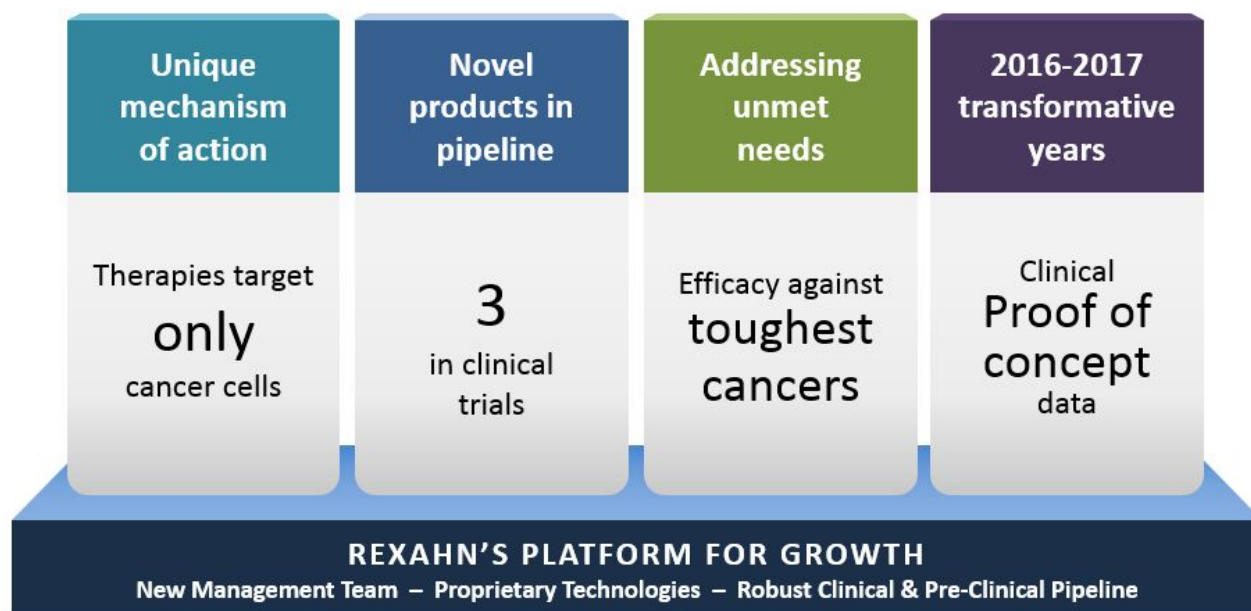 Unique
mechanism
of action
Therapies target
only
cancer cells
Novel
products in
pipeline
3
in clinical
trials
Addressing
unmet
needs
Efficacy against
toughest
cancers
2016-2017
transformative
years
Clinical
Proof of
concept
data
REXAHN’S PLATFORM FOR GROWTH
New Management Team – Proprietary Technologies – Robust Clinical & Pre-Clinical Pipeline